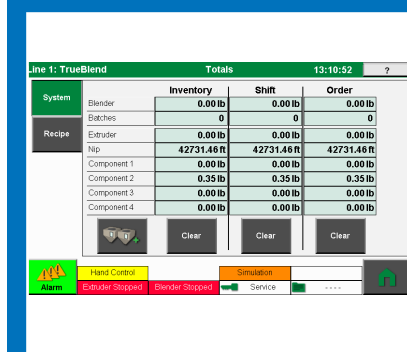 Line 1: TrueBlend Totals 13:10:52 ?
System
Recipe
Inventory Shift Order
Blender 0.00 lb 0.00 lb 0.00 lb
Batches 0 0 0
Extruder 0.00 lb 0.00 lb 0.00 lb
Nip 42731.46 ft 42731.46 ft 42731.46 ft
Component 1 0.00 lb 0.00 lb 0.00 lb
Component 2 0.35 lb 0.35 lb 0.35 lb
Component 3 0.00 lb 0.00 lb 0.00 lb
Component 4 0.00 lb 0.00 lb 0.00 lb
Clear Clear Clear
Hand Control Simulation
Alarm Extruder Stopped Blender Stopped Service - - - -